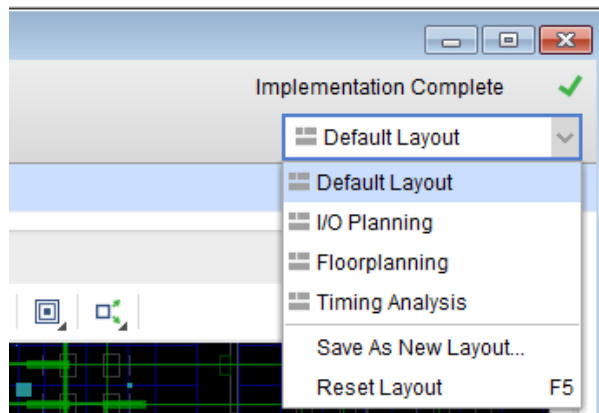 Implementation Complete
Default Layout
Default Layout
I/O Planning
Floorplanning
Timing Analysis
Save As New Layout...
Reset Layout F5